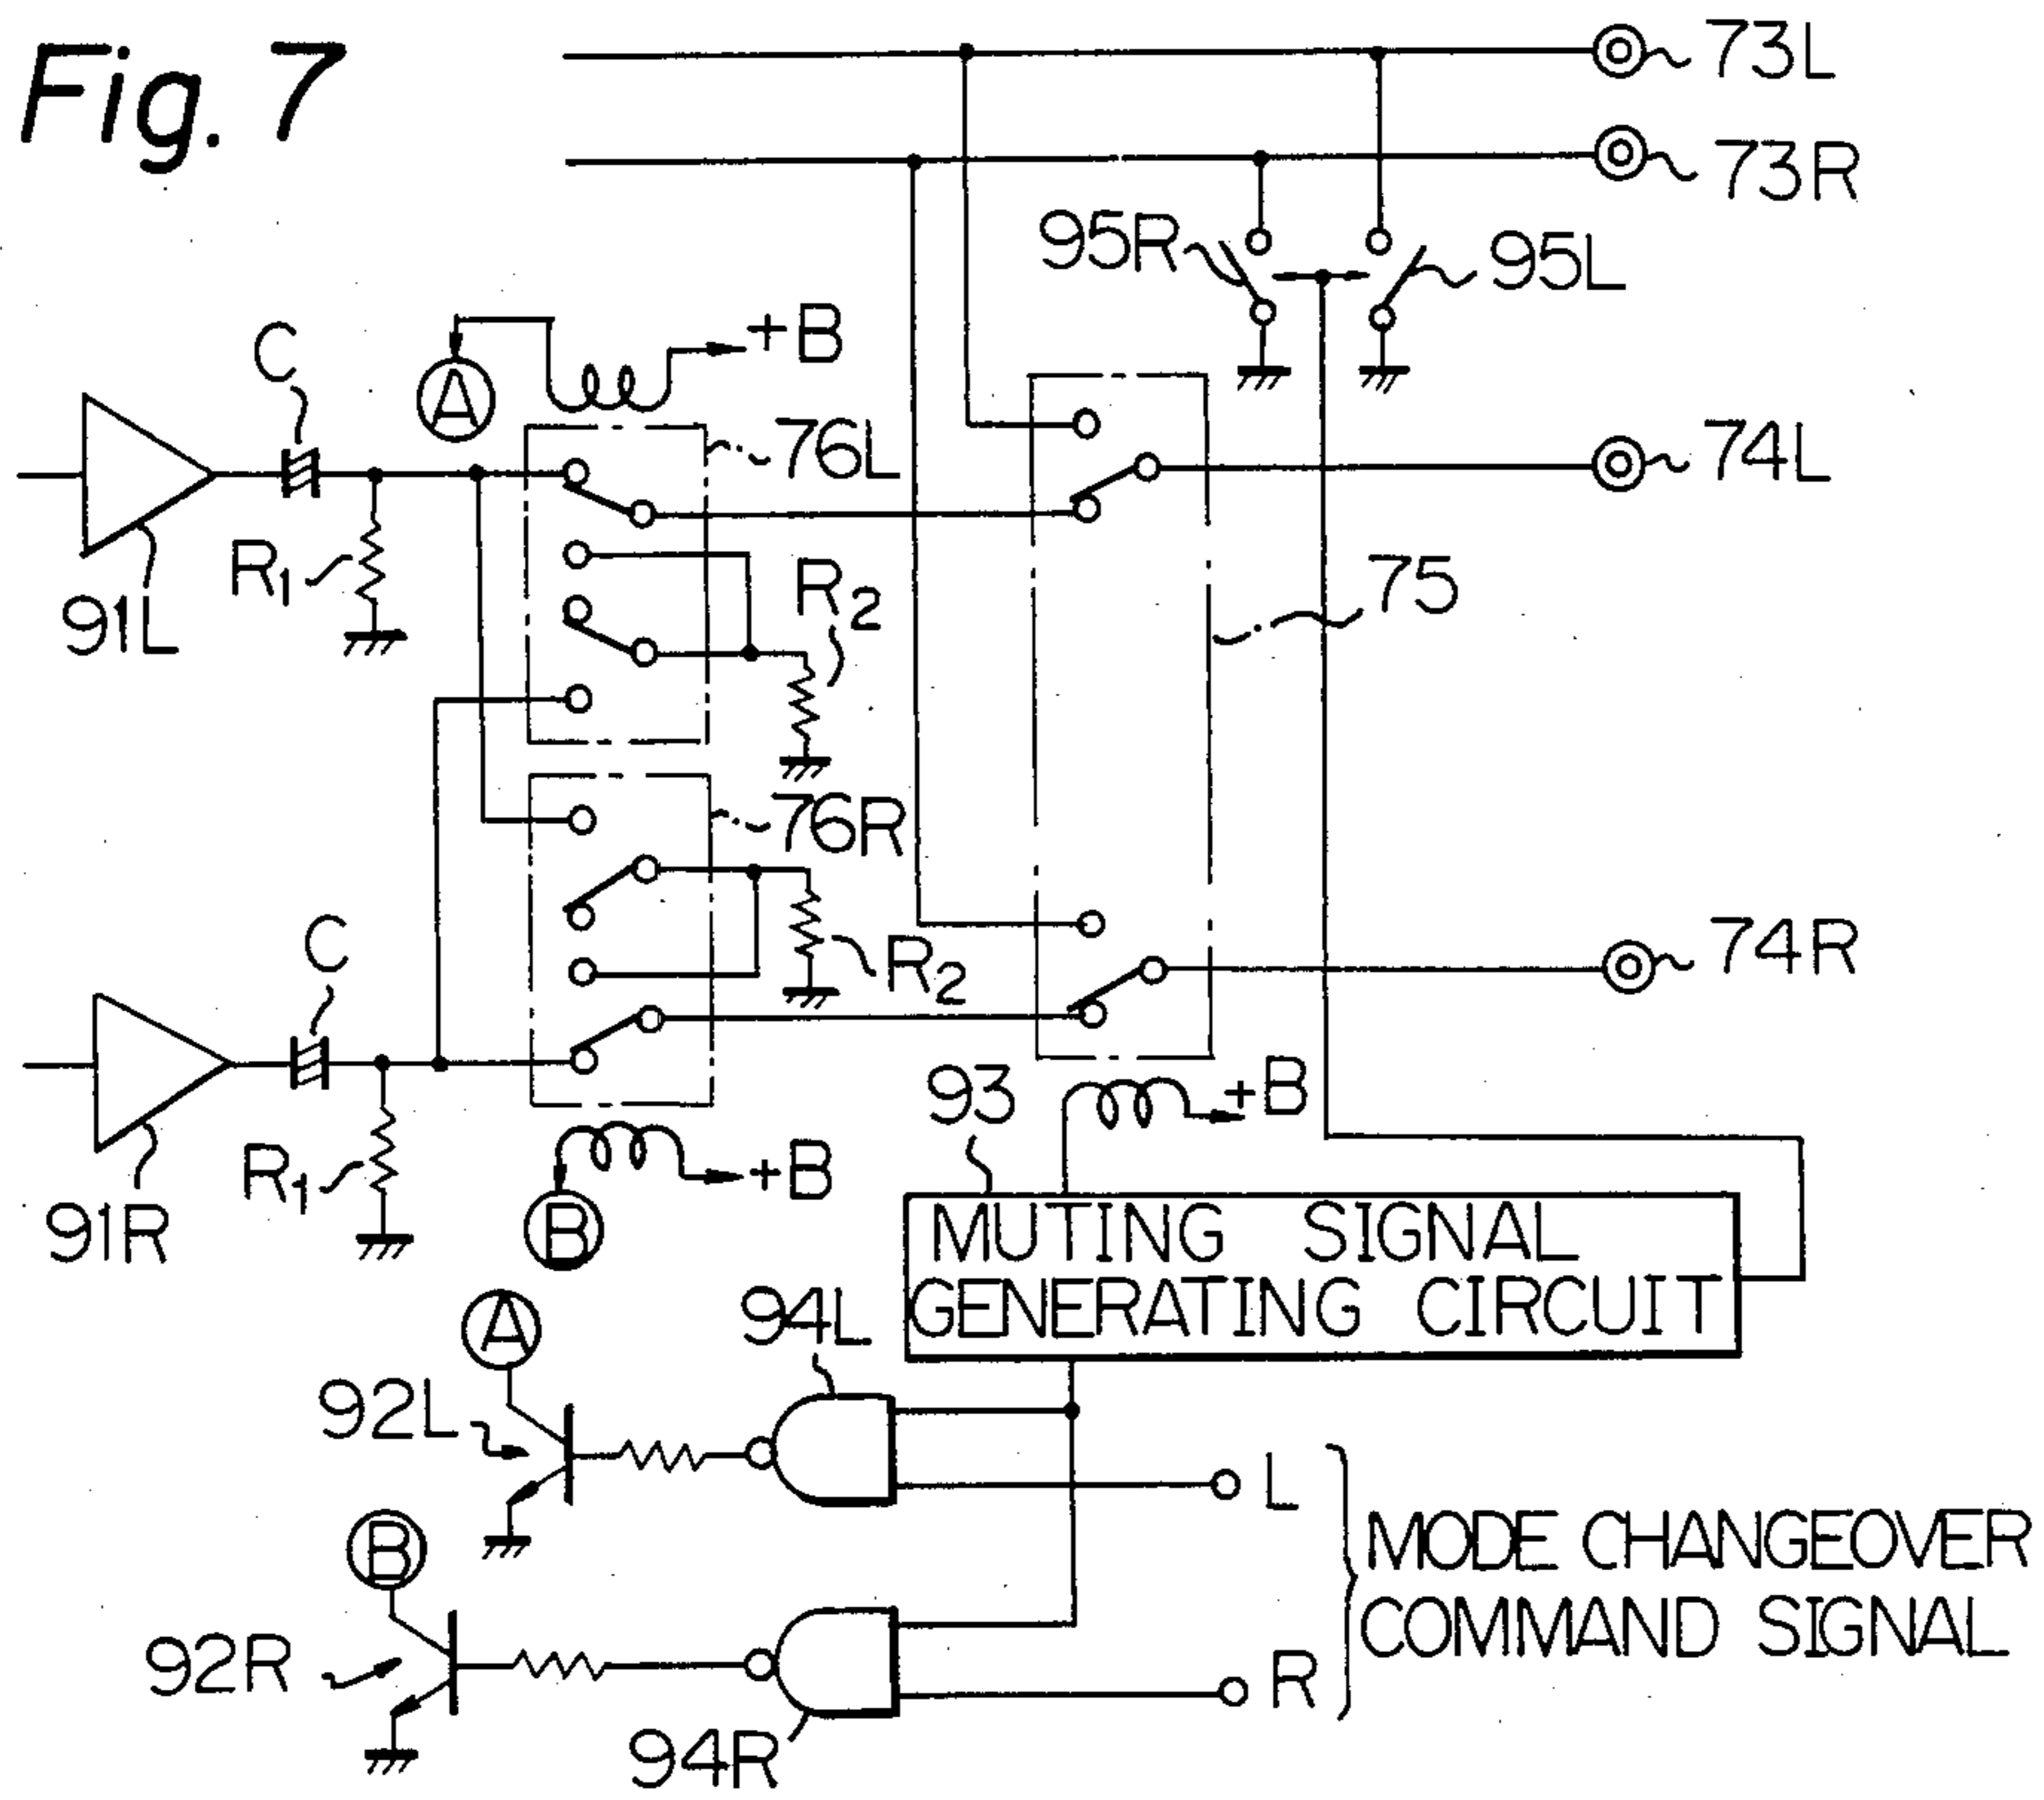 Fig. 7
73L
73R
95R
95L
C
A
+B
76L
74L
91L
R1
R2
75
76R
C
R2
74R
93
+B
91R
R1
+B
B
MUTING SIGNAL
GENERATING CIRCUIT
A
94L
92L
L
B
MODE CHANGEOVER
COMMAND SIGNAL
92R
R
94R